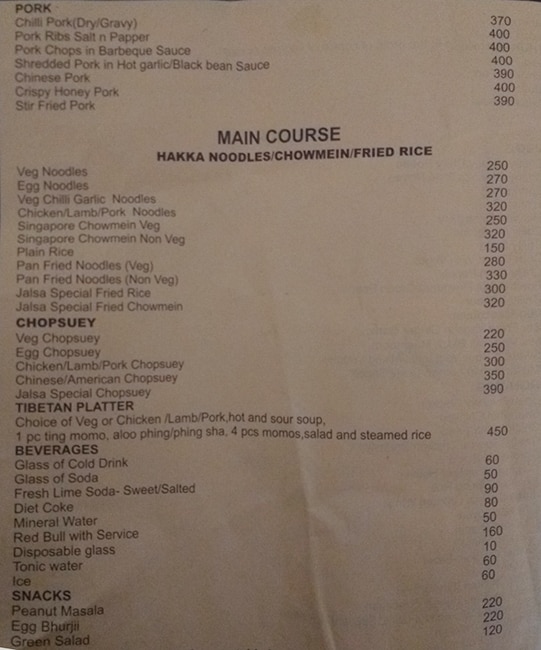 PORK
Chilli Pork(Dry/Gravy) 370
Pork Ribs Salt n Papper 400
Pork Chops in Barbeque Sauce 400
Shredded Pork in Hot garlic/Black bean Sauce 400
Chinese Pork 390
Crispy Honey Pork 400
Stir Fried Pork 390
MAIN COURSE
HAKKA NOODLES/CHOWMEIN/FRIED RICE
Veg Noodles 250
Egg Noodles 270
Veg Chilli Garlic Noodles 270
Chicken/Lamb/Pork Noodles 320
Singapore Chowmein Veg 250
Singapore Chowmein Non Veg 320
Plain Rice 150
Pan Fried Noodles (Veg) 280
Pan Fried Noodles (Non Veg) 330
Jalsa Special Fried Rice 300
Jalsa Special Fried Chowmein 320
CHOPSUEY
Veg Chopsuey 220
Egg Chopsuey 250
Chicken/Lamb/Pork Chopsuey 300
Chinese/American Chopsuey 350
Jalsa Special Chopsuey 390
TIBETAN PLATTER
Choice of Veg or Chicken /Lamb/Pork,hot and sour soup,
1 pc ting momo, aloo phing/phing sha, 4 pcs momos,salad and steamed rice 450
BEVERAGES
Glass of Cold Drink 60
Glass of Soda 50
Fresh Lime Soda- Sweet/Salted 90
Diet Coke 80
Mineral Water 50
Red Bull with Service 160
Disposable glass 10
Tonic water 60
Ice 60
SNACKS
Peanut Masala 220
Egg Bhurjii 220
Green Salad 120